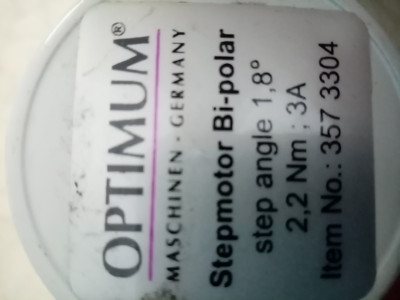 OPTIMUM®
MASCHINEN - GERMANY
Stepmotor Bi-polar
step angle 1,8°
2,2 Nm ; 3A
Item No.: 357 3304